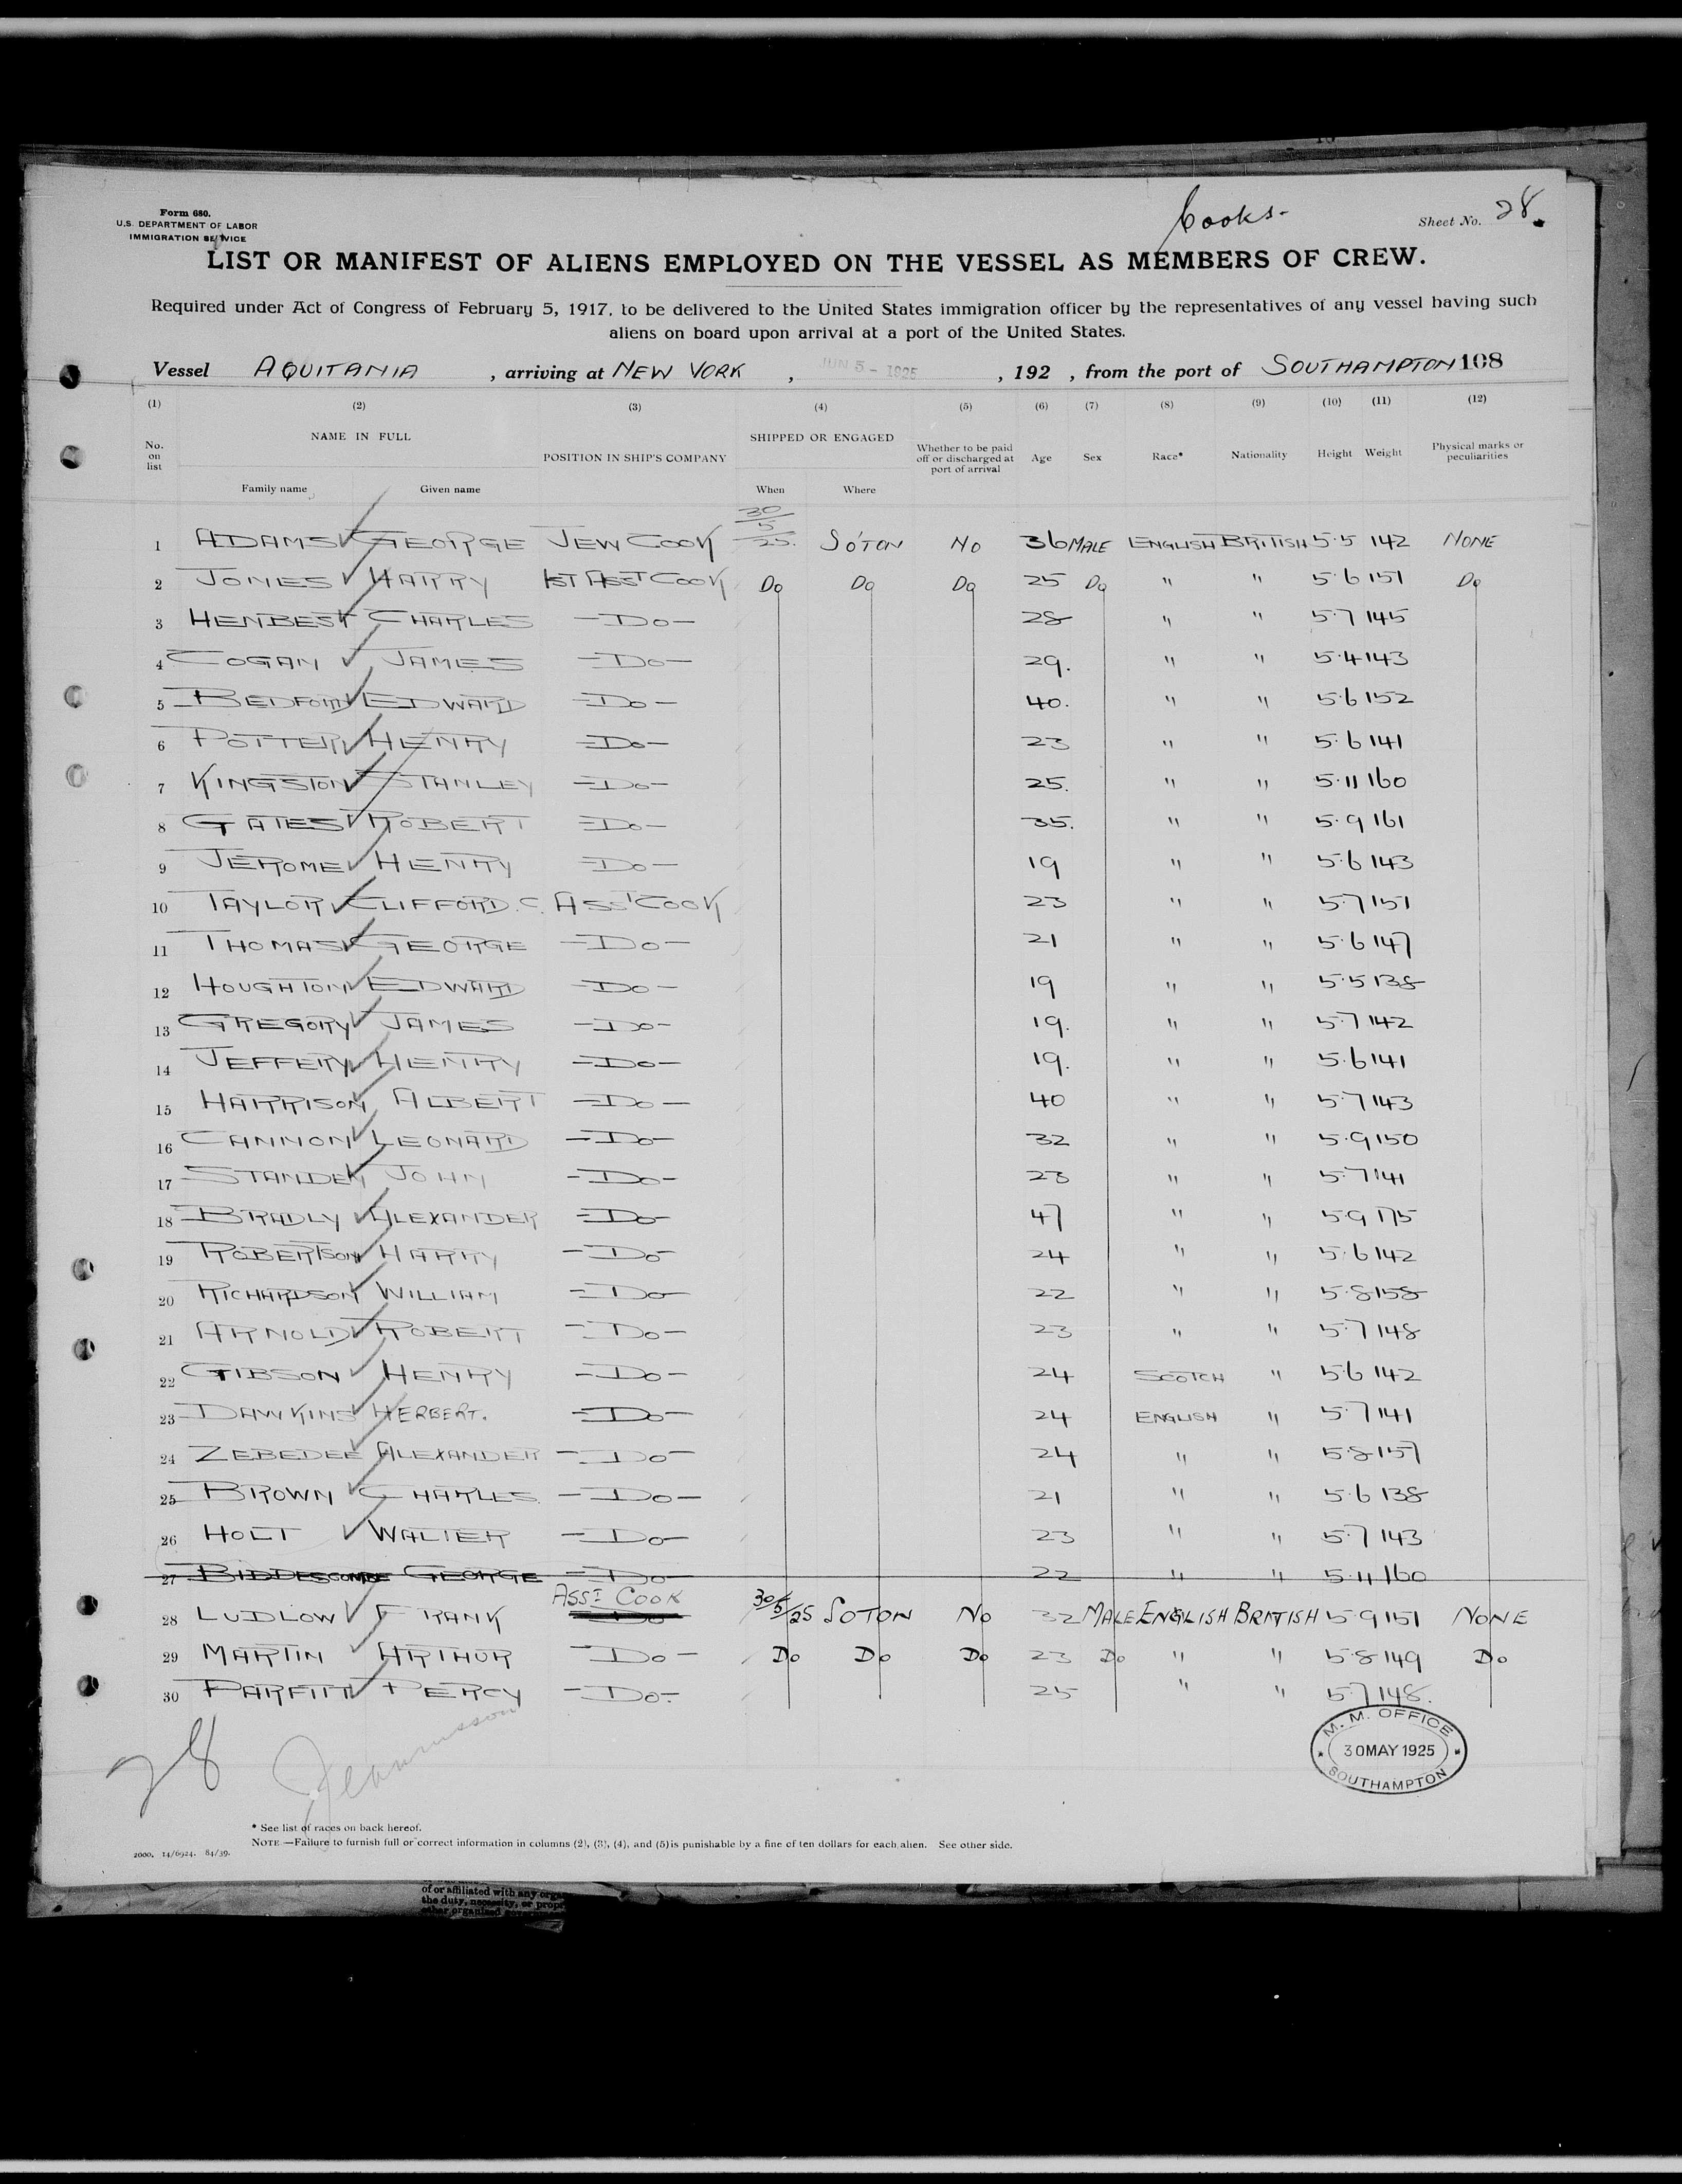 Form 680.
U.S. DEPARTMENT OF LABOR
IMMIGRATION SERVICE
Cooks-
Sheet No. 28.
LIST OR MANIFEST OF ALIENS EMPLOYED ON THE VESSEL AS MEMBERS OF CREW.
Required under Act of Congress of February 5, 1917, to be delivered to the United States immigration officer by the representatives of any vessel having such
aliens on board upon arrival at a port of the United States.
Vessel AQUITANIA , arriving at NEW YORK , JUN 5 - 1925 , 192 , from the port of SOUTHAMPTON 108
(1) (2) (3) (4) (5) (6) (7) (8) (9) (10) (11) (12)
No. on list NAME IN FULL POSITION IN SHIP'S COMPANY SHIPPED OR ENGAGED Whether to be paid off or discharged at port of arrival Age Sex Race* Nationality Height Weight Physical marks or peculiarities
Family name Given name When Where
1 ADAMS GEORGE JEW COOK 30/5/25. SO'TON NO 36 MALE ENGLISH BRITISH 5.5 142 NONE
2 JONES HARRY 1ST ASST COOK Do Do Do 25 Do " " 5.6 151 Do
3 HENBEST CHARLES -Do- 28 " " 5.7 145
4 COGAN JAMES -Do- 29. " " 5.4 143
5 BEDFORD EDWARD -Do- 40. " " 5.6 152
6 POTTER HENRY -Do- 23 " " 5.6 141
7 KINGSTON STANLEY -Do- 25. " " 5.11 160
8 GATES ROBERT -Do- 35. " " 5.9 161
9 JEROME HENRY -Do- 19 " " 5.6 143
10 TAYLOR CLIFFORD.C. ASST COOK 23 " " 5.7 151
11 THOMAS GEORGE -Do- 21 " " 5.6 147
12 HOUGHTON EDWARD -Do- 19 " " 5.5 138
13 GREGORY JAMES -Do- 19. " " 5.7 142
14 JEFFERY HENRY -Do- 19. " " 5.6 141
15 HARRISON ALBERT -Do- 40 " " 5.7 143
16 CANNON LEONARD -Do- 32 " " 5.9 150
17 STANDEN JOHN -Do- 23 " " 5.7 141
18 BRADLY ALEXANDER -Do- 47 " " 5.9 175
19 ROBERTSON HARRY -Do- 24 " " 5.6 142
20 RICHARDSON WILLIAM -Do- 22 " " 5.8 158
21 ARNOLD ROBERT -Do- 23 " " 5.7 148
22 GIBSON HENRY -Do- 24 SCOTCH " 5.6 142
23 DAWKINS HERBERT. -Do- 24 ENGLISH " 5.7 141
24 ZEBEDEE ALEXANDER -Do- 24 " " 5.8 157
25 BROWN CHARLES -Do- 21 " " 5.6 138
26 HOLT WALTER -Do- 23 " " 5.7 143
27 BIDDESCOMBE GEORGE -Do- 22 " " 5.11 160
28 LUDLOW FRANK ASST COOK 30/5/25 SOTON NO 32 MALE ENGLISH BRITISH 5.9 151 NONE
29 MARTIN ARTHUR -Do- Do Do Do 23 Do " " 5.8 149 Do
30 PARFITT PERCY -Do- 25 " " 5.7 148.
28
M. M. OFFICE
30 MAY 1925
SOUTHAMPTON
* See list of races on back hereof.
NOTE.—Failure to furnish full or correct information in columns (2), (3), (4), and (5) is punishable by a fine of ten dollars for each alien. See other side.
2000. 14/6924. 84/39.
of or affiliated with any
the duty, necessity, or
other organized